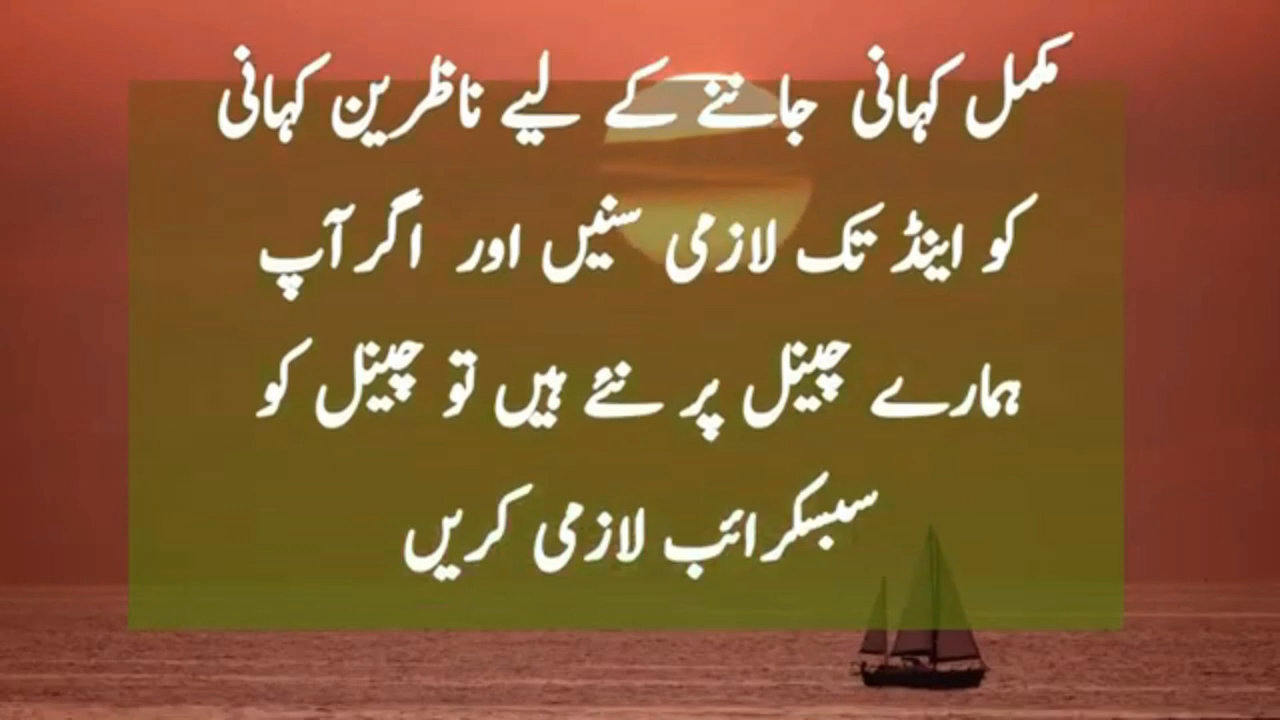 مکمل کہانی جاننے کے لیے ناظرین کہانی
کو اینڈ تک لازمی سنیں اور اگر آپ
ہمارے چینل پر نئے ہیں تو چینل کو
سبسکرائب لازمی کریں